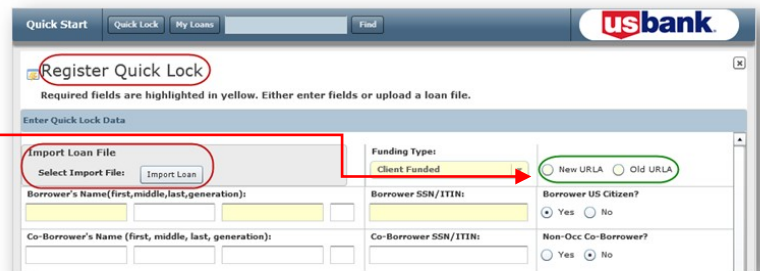 Quick Start Quick Lock My Loans Find usbank.
Register Quick Lock
Required fields are highlighted in yellow. Either enter fields or upload a loan file.
Enter Quick Lock Data
Import Loan File Funding Type:
Select Import File: Import Loan Client Funded New URLA Old URLA
Borrower's Name(first,middle,last,generation): Borrower SSN/ITIN: Borrower US Citizen?
Yes No
Co-Borrower's Name (first, middle, last, generation): Co-Borrower SSN/ITIN: Non-Occ Co-Borrower?
Yes No